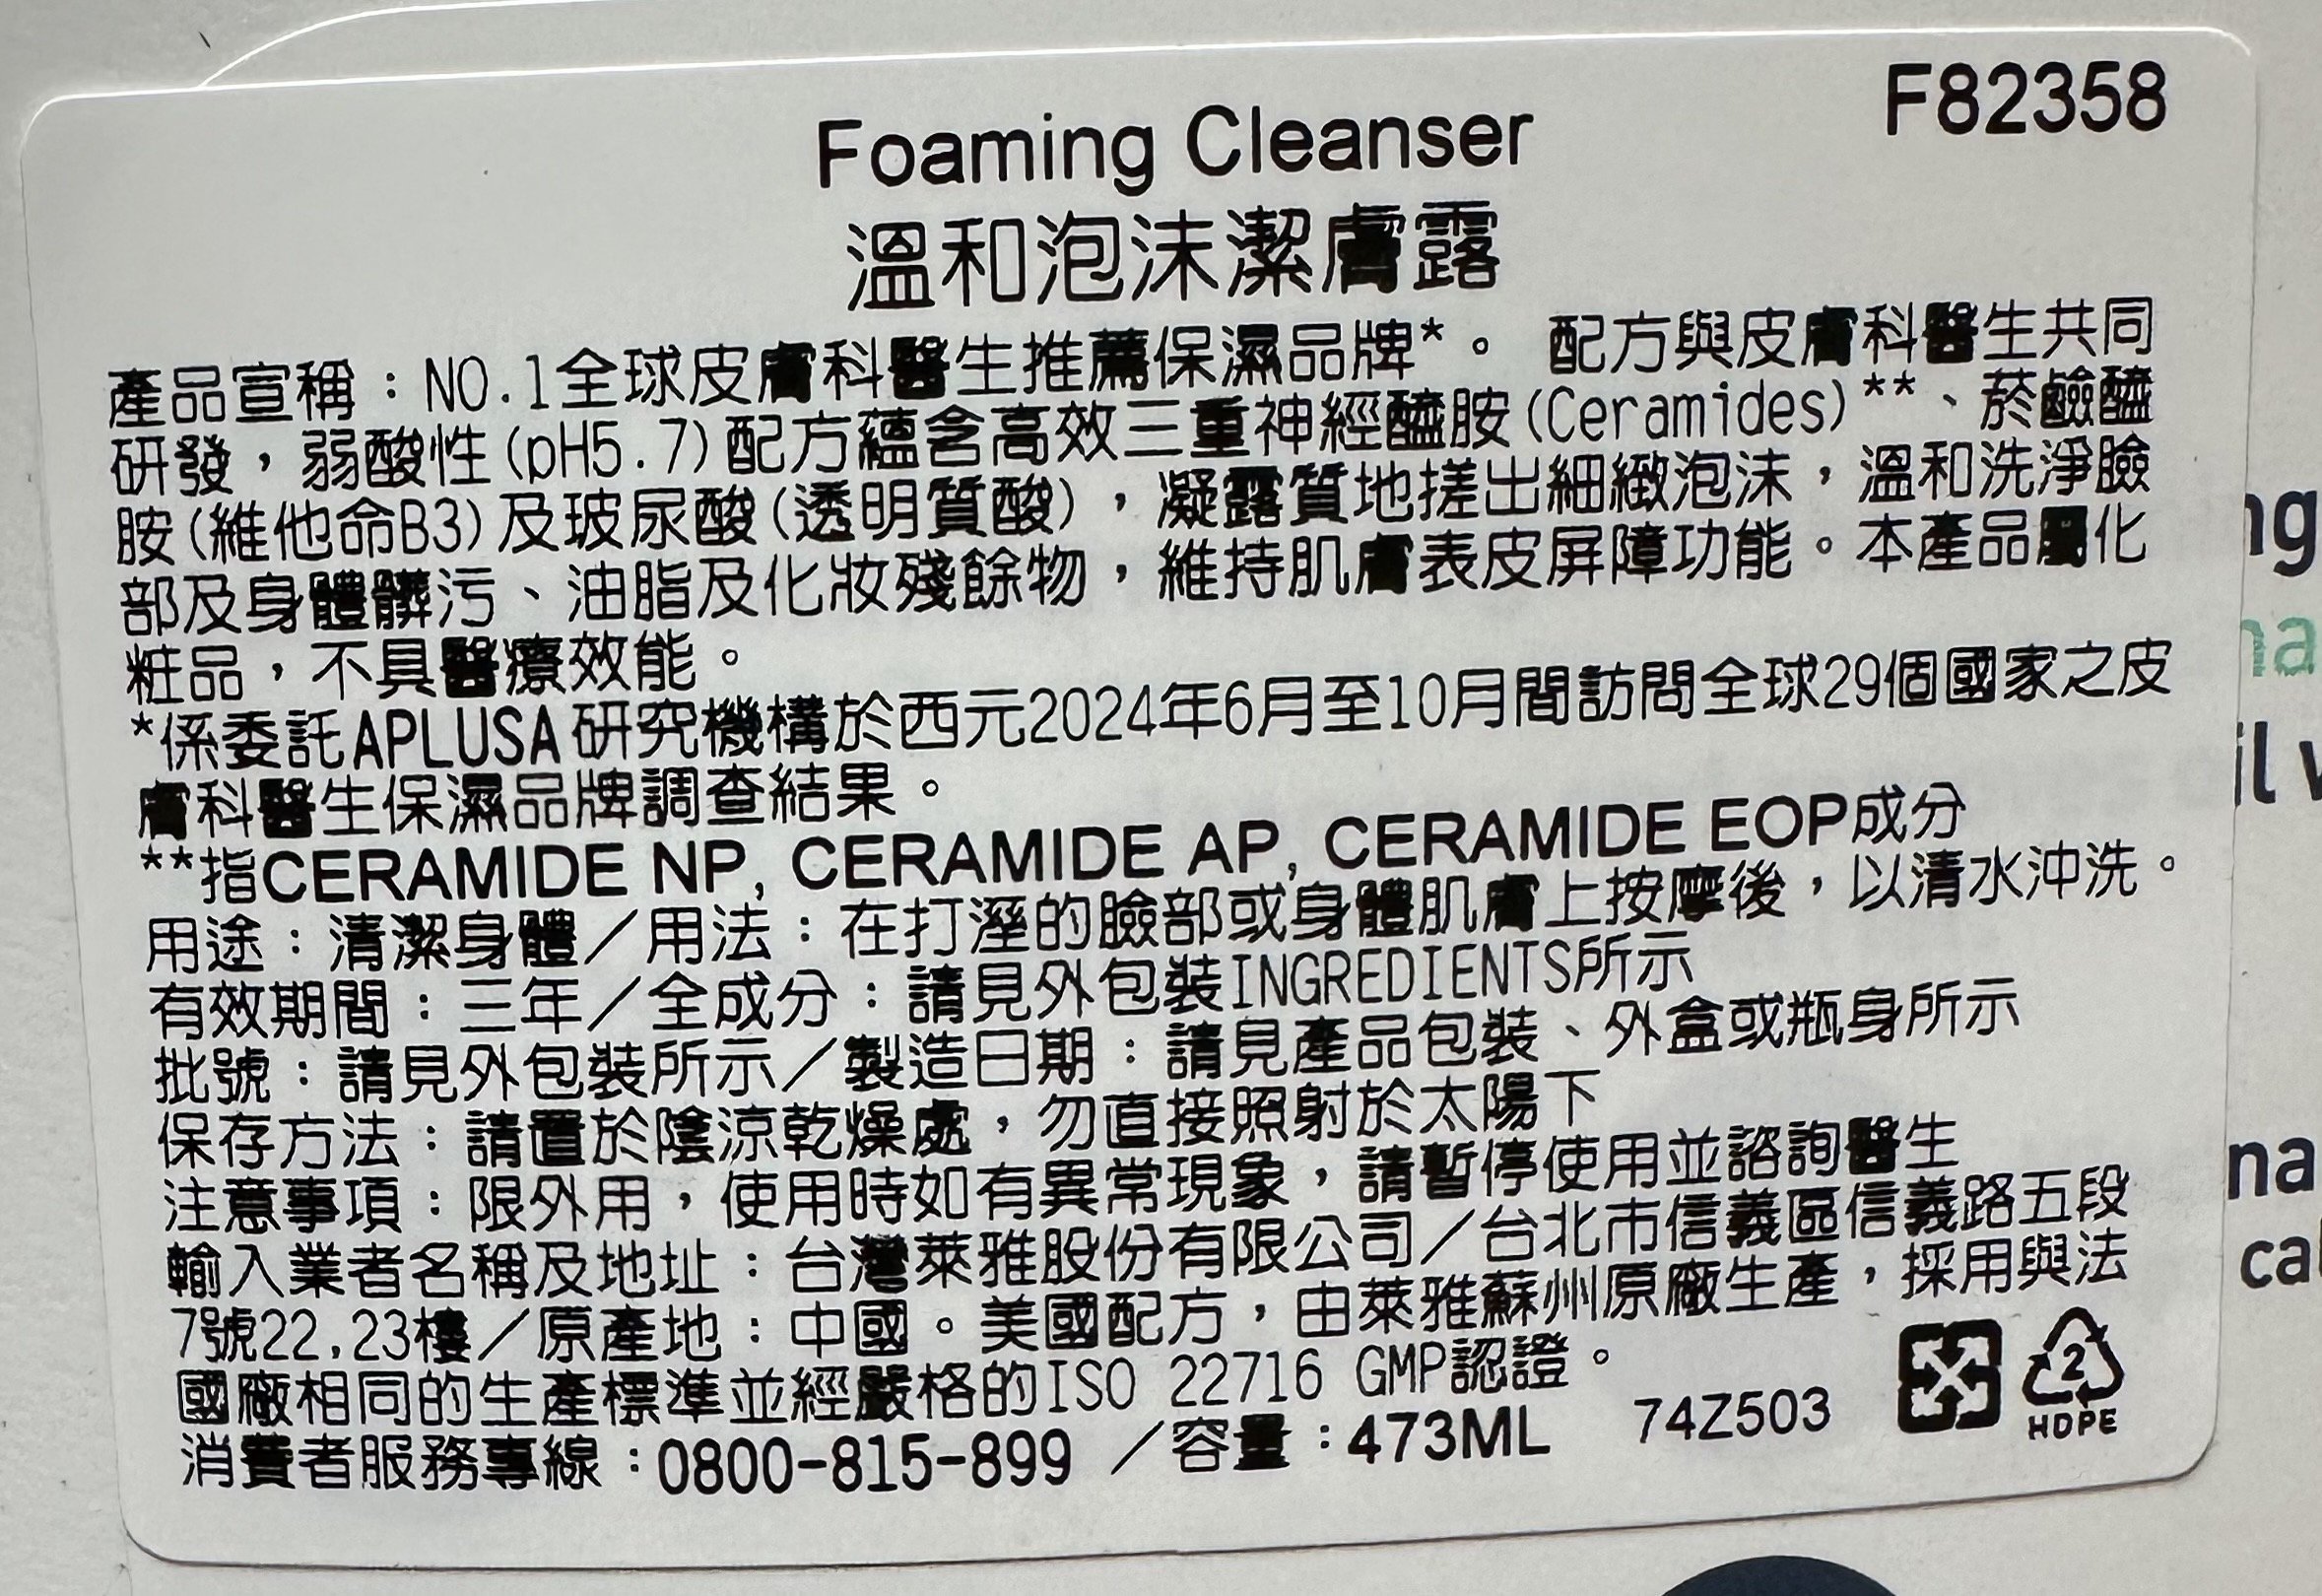 F82358
Foaming Cleanser
溫和泡沫潔膚露
產品宣稱：NO.1全球皮膚科醫生推薦保濕品牌*。 配方與皮膚科醫生共同
研發，弱酸性(pH5.7)配方蘊含高效三重神經醯胺(Ceramides)**、菸鹼醯
胺(維他命B3)及玻尿酸(透明質酸)，凝露質地搓出細緻泡沫，溫和洗淨臉
部及身體髒污、油脂及化妝殘餘物，維持肌膚表皮屏障功能。本產品屬化
粧品，不具醫療效能。
*係委託APLUSA研究機構於西元2024年6月至10月間訪問全球29個國家之皮
膚科醫生保濕品牌調查結果。
**指CERAMIDE NP, CERAMIDE AP, CERAMIDE EOP成分
用途：清潔身體／用法：在打溼的臉部或身體肌膚上按摩後，以清水沖洗。
有效期間：三年／全成分：請見外包裝INGREDIENTS所示
批號：請見外包裝所示／製造日期：請見產品包裝、外盒或瓶身所示
保存方法：請置於陰涼乾燥處，勿直接照射於太陽下
注意事項：限外用，使用時如有異常現象，請暫停使用並諮詢醫生
輸入業者名稱及地址：台灣萊雅股份有限公司／台北市信義區信義路五段
7號22,23樓／原產地：中國。美國配方，由萊雅蘇州原廠生產，採用與法
國廠相同的生產標準並經嚴格的ISO 22716 GMP認證。
消費者服務專線：0800-815-899 ／容量：473ML 74Z503
2
HDPE
ng
na
il
na
cal